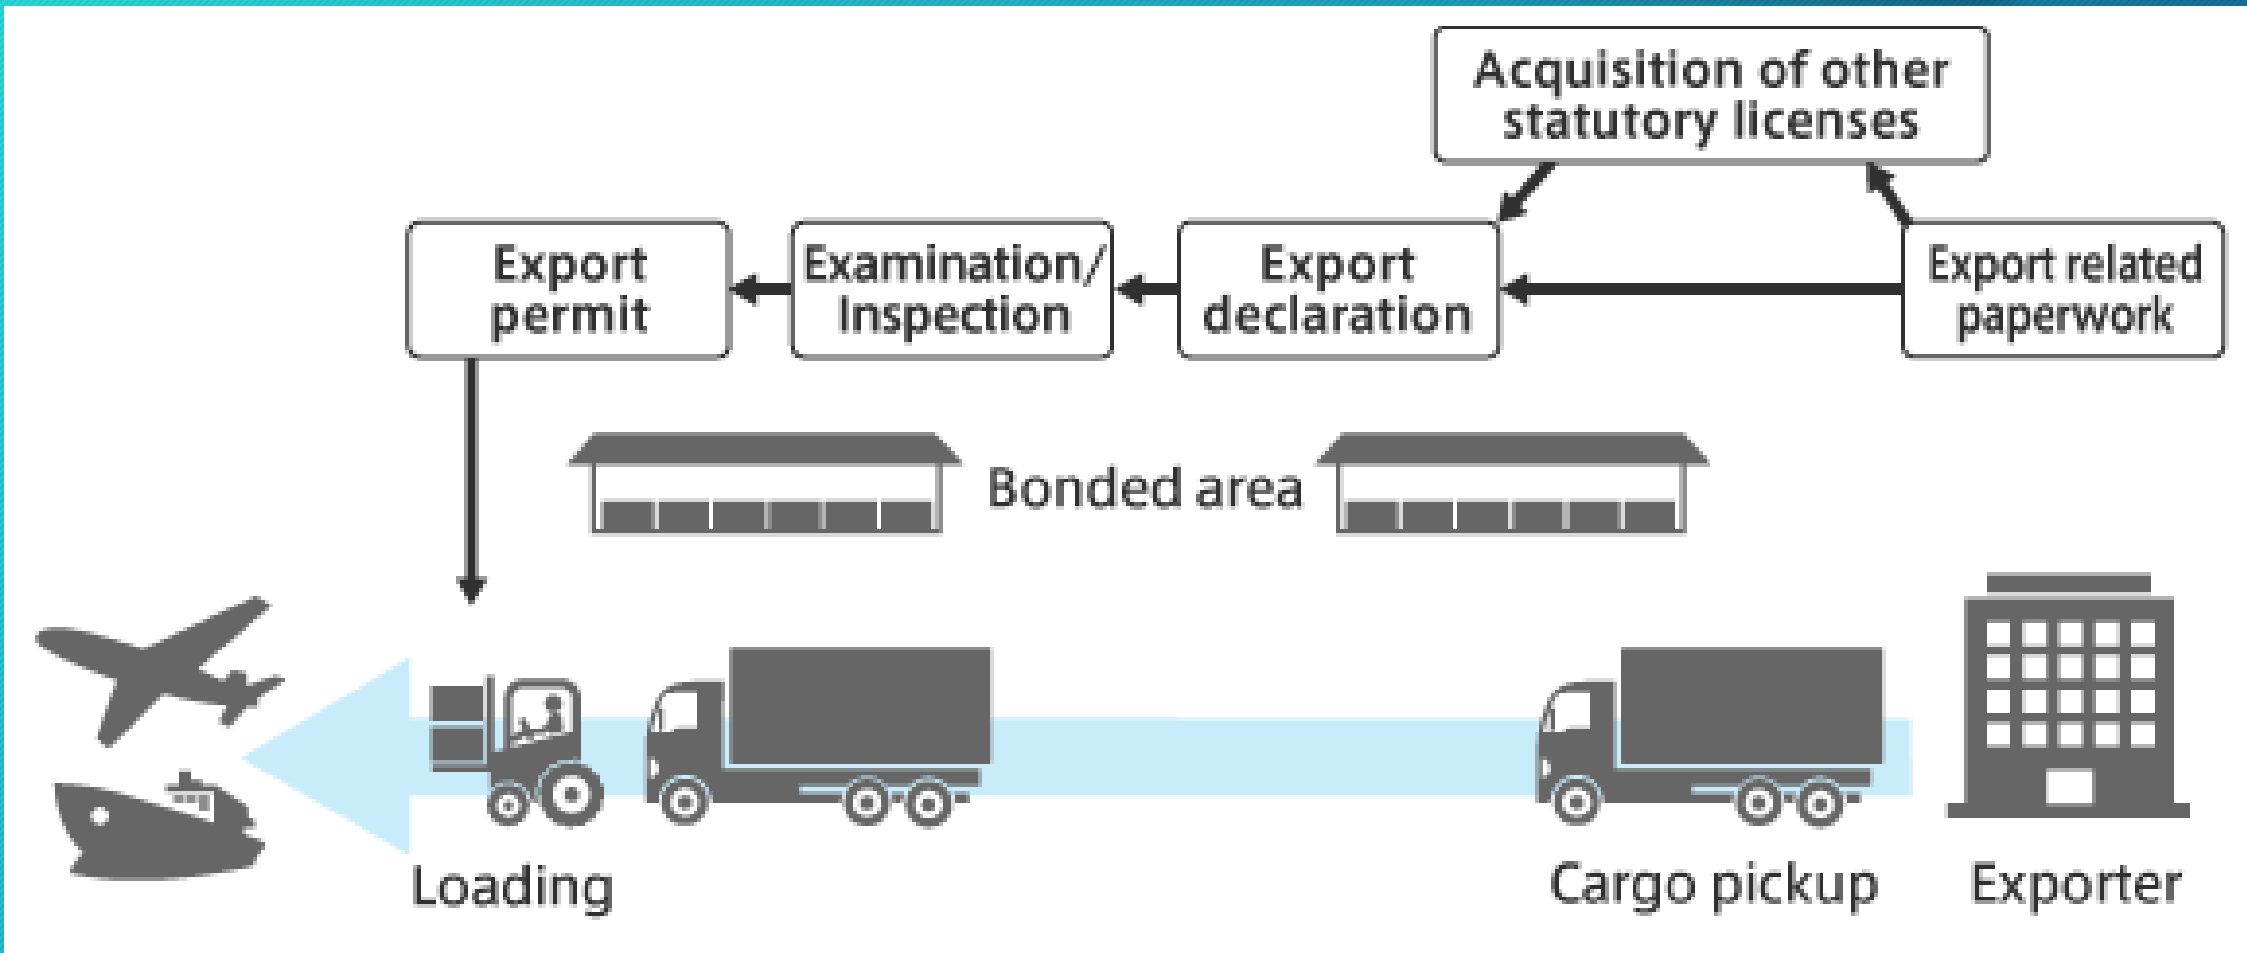 Acquisition of other
statutory licenses
Export
permit
Examination/
Inspection
Export
declaration
Export related
paperwork
Bonded area
Loading
Cargo pickup
Exporter